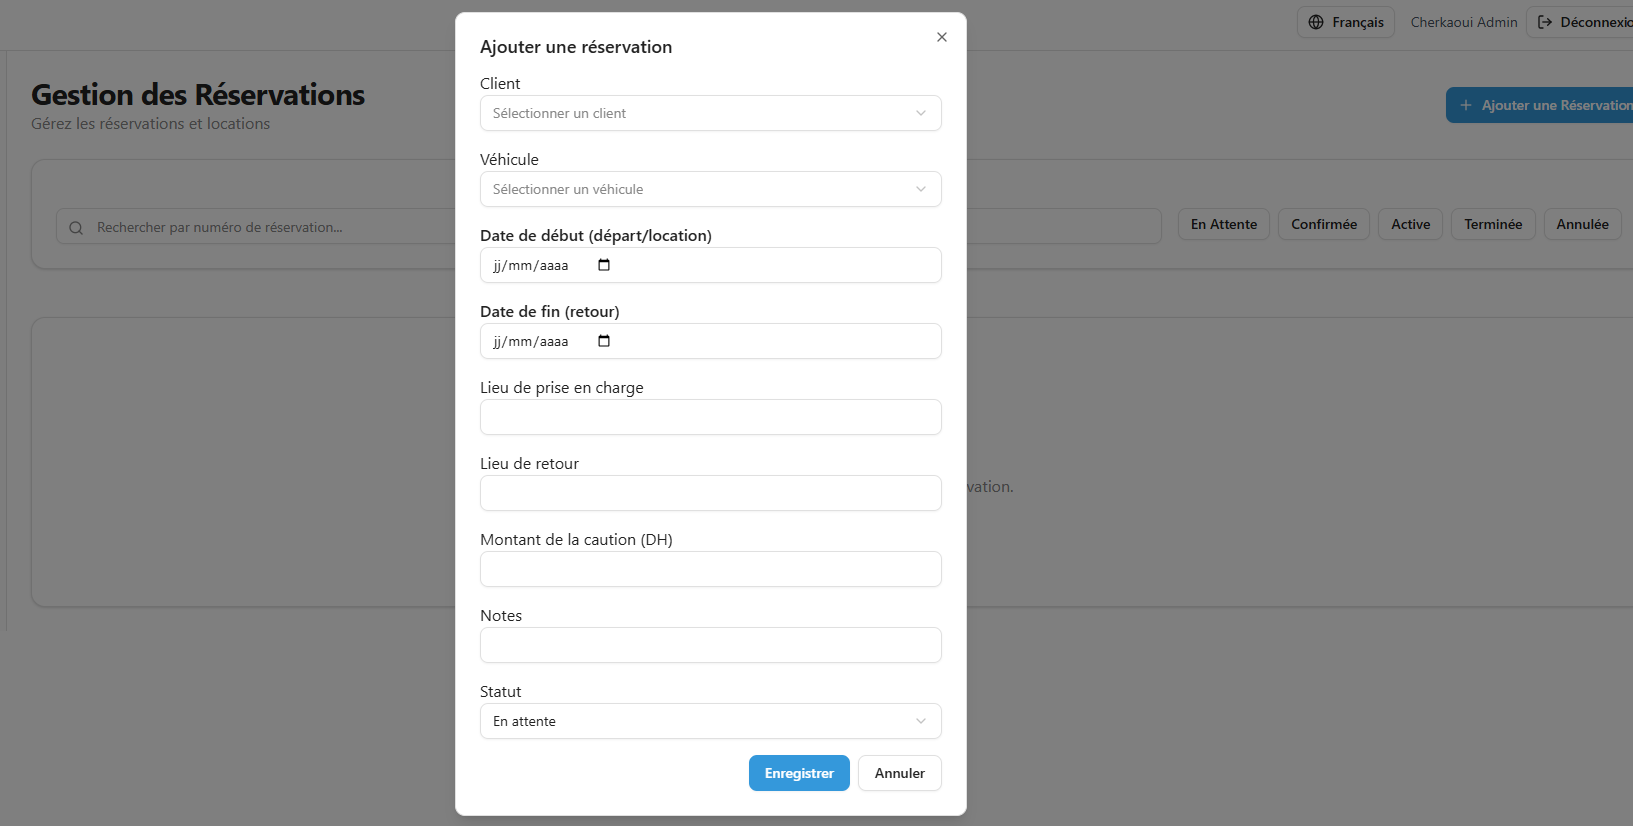 Français
Cherkaoui Admin
Déconnexio
Gestion des Réservations
Gérez les réservations et locations
Ajouter une Réservation
Rechercher par numéro de réservation...
En Attente
Confirmée
Active
Terminée
Annulée
vation.
Ajouter une réservation
Client
Sélectionner un client
Véhicule
Sélectionner un véhicule
Date de début (départ/location)
jj/mm/aaaa
Date de fin (retour)
jj/mm/aaaa
Lieu de prise en charge
Lieu de retour
Montant de la caution (DH)
Notes
Statut
En attente
Enregistrer
Annuler